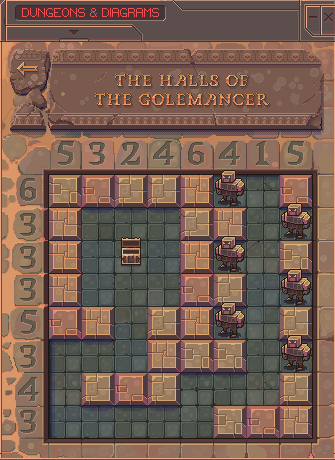 DUNGEONS & DIAGRAMS
THE HALLS OF
THE GOLEMANCER
5 3 2 4 6 4 1 5
6
3
3
3
5
3
4
3